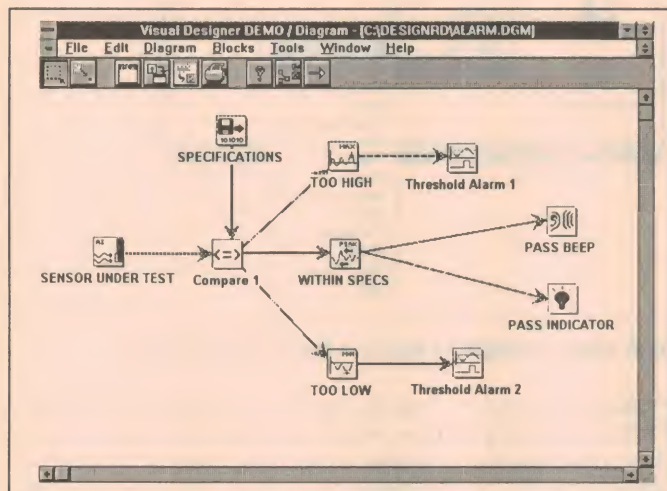 Visual Designer DEMO / Diagram - [C:\DESIGNRD\ALARM.DGM]
File Edit Diagram Blocks Tools Window Help
101010
SPECIFICATIONS
MAX
TOO HIGH
Threshold Alarm 1
AI
SENSOR UNDER TEST
<=>
Compare 1
PEAK
WITHIN SPECS
PASS BEEP
PASS INDICATOR
TOO LOW
Threshold Alarm 2